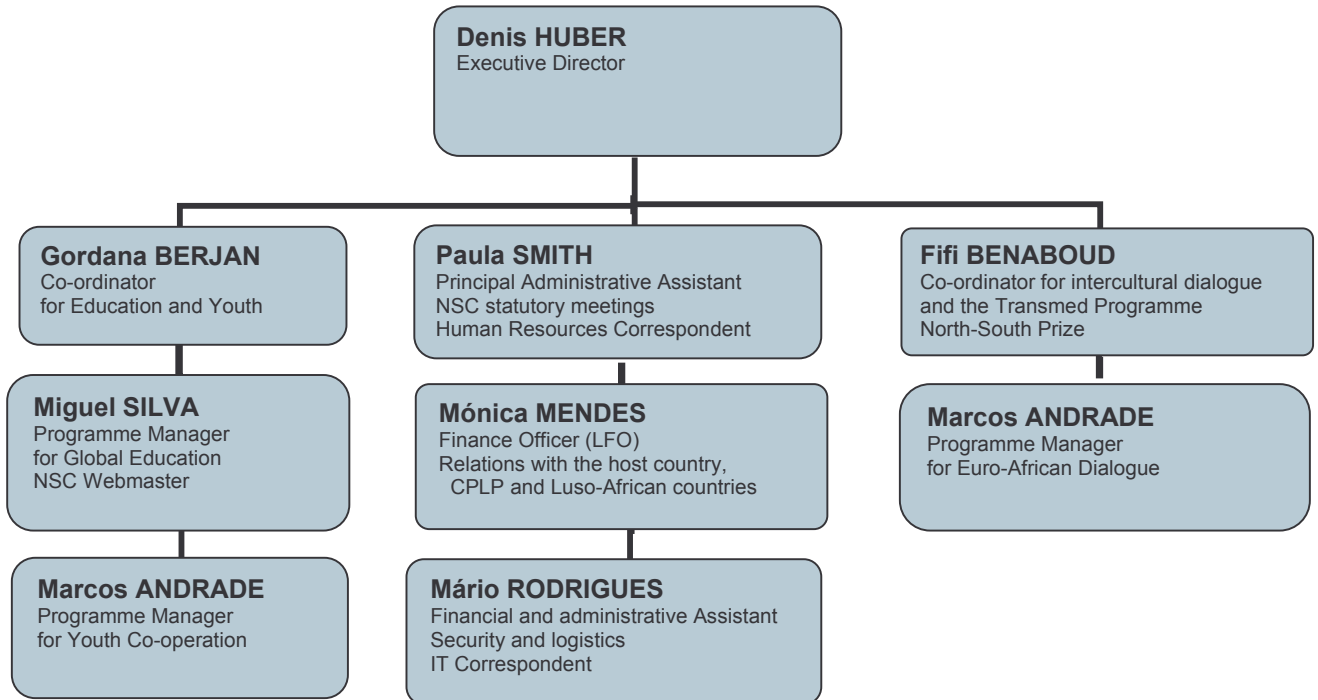 Denis HUBER
Executive Director
Gordana BERJAN
Co-ordinator
for Education and Youth
Paula SMITH
Principal Administrative Assistant
NSC statutory meetings
Human Resources Correspondent
Fifi BENABOUD
Co-ordinator for intercultural dialogue
and the Transmed Programme
North-South Prize
Miguel SILVA
Programme Manager
for Global Education
NSC Webmaster
Mónica MENDES
Finance Officer (LFO)
Relations with the host country,
CPLP and Luso-African countries
Marcos ANDRADE
Programme Manager
for Euro-African Dialogue
Marcos ANDRADE
Programme Manager
for Youth Co-operation
Mário RODRIGUES
Financial and administrative Assistant
Security and logistics
IT Correspondent